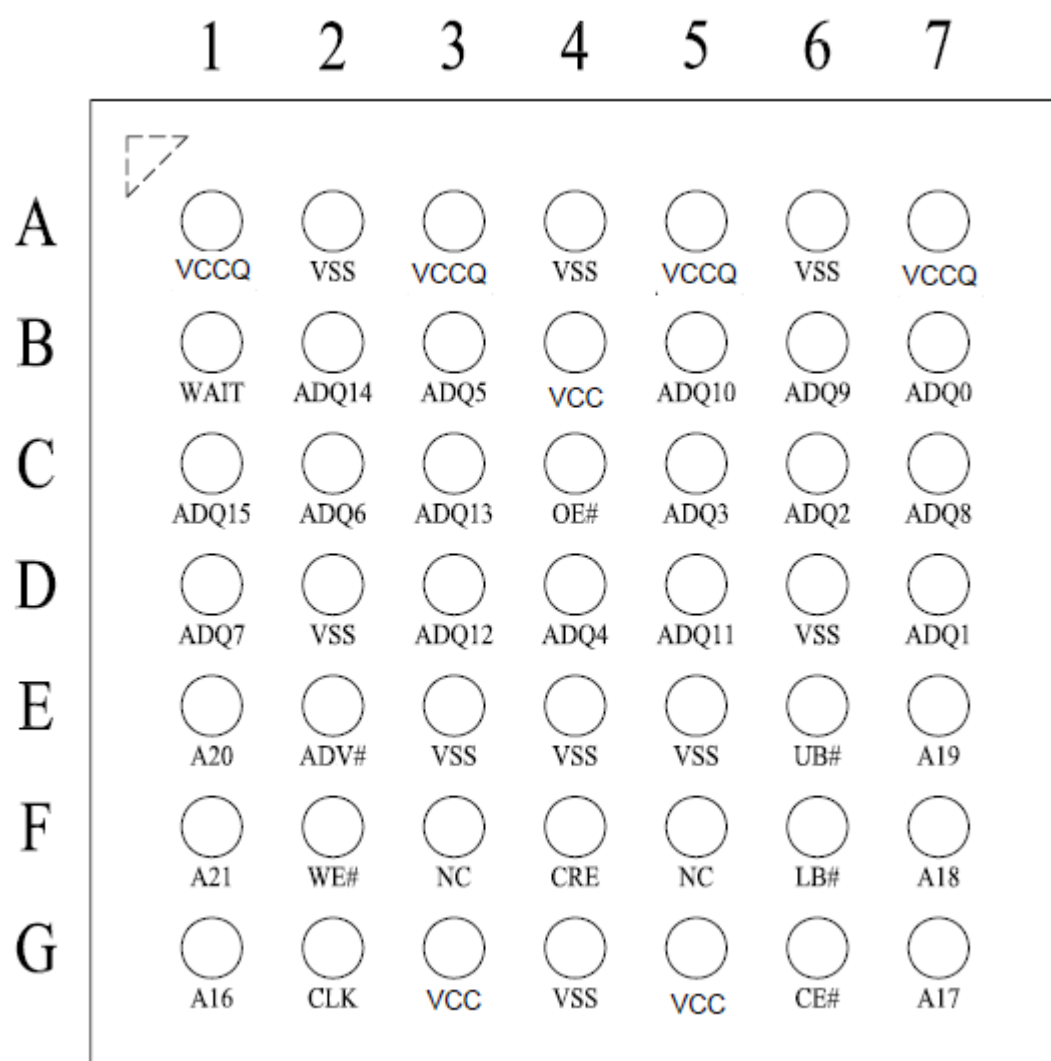 1 2 3 4 5 6 7
A
VCCQ VSS VCCQ VSS VCCQ VSS VCCQ
B
WAIT ADQ14 ADQ5 VCC ADQ10 ADQ9 ADQ0
C
ADQ15 ADQ6 ADQ13 OE# ADQ3 ADQ2 ADQ8
D
ADQ7 VSS ADQ12 ADQ4 ADQ11 VSS ADQ1
E
A20 ADV# VSS VSS VSS UB# A19
F
A21 WE# NC CRE NC LB# A18
G
A16 CLK VCC VSS VCC CE# A17